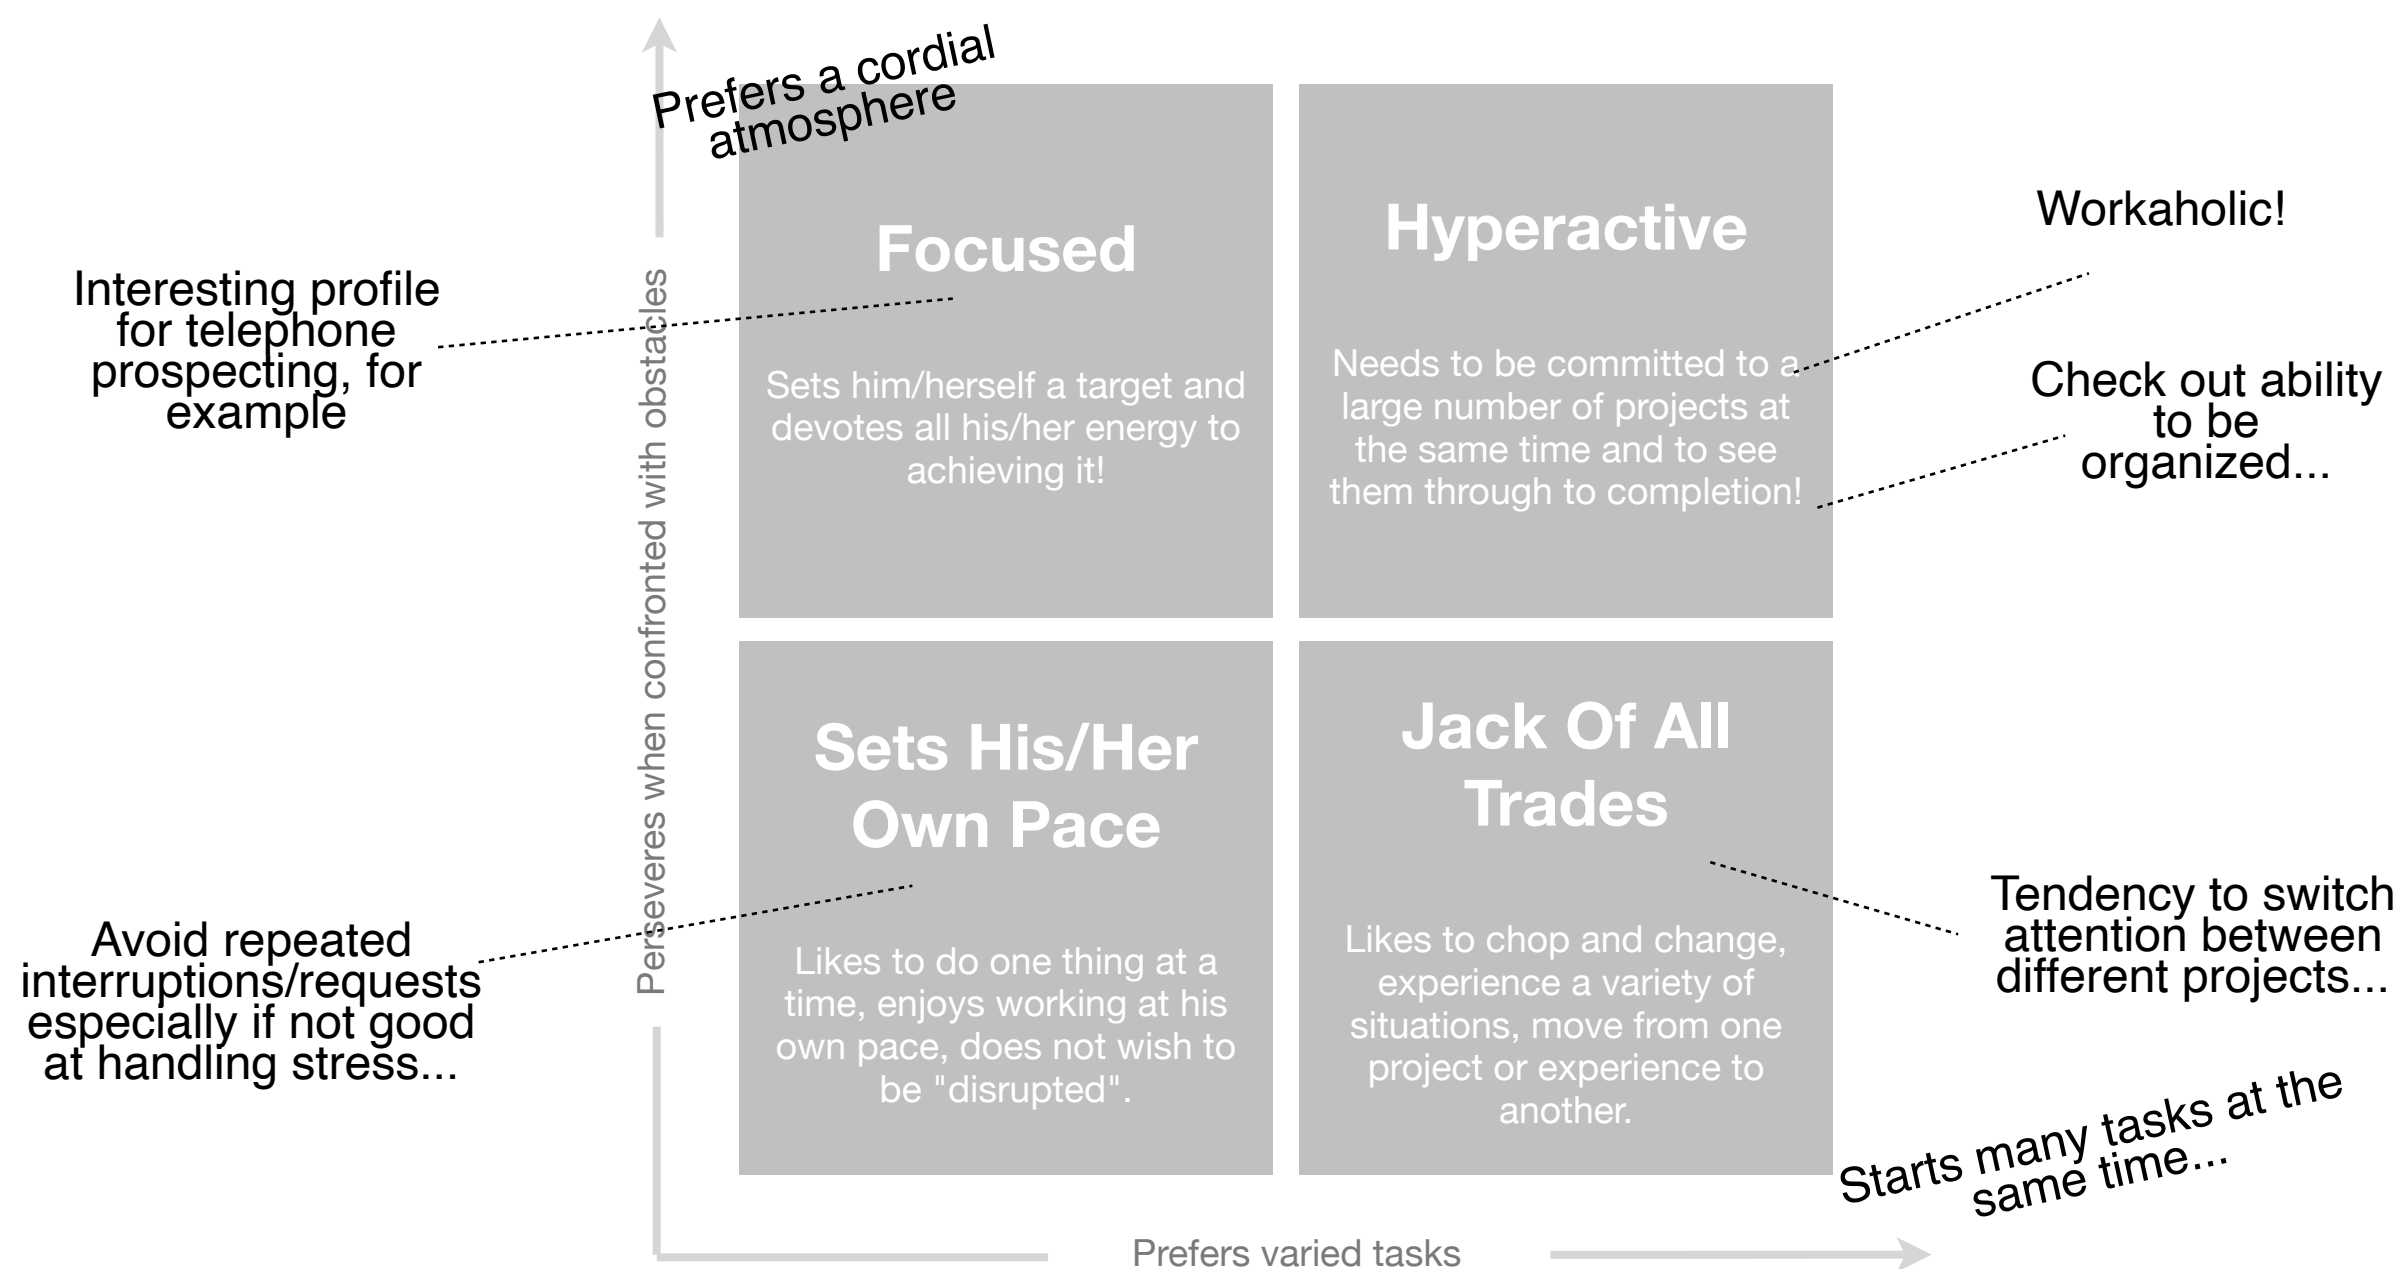 Prefers a cordial
atmosphere
Focused
Sets him/herself a target and
devotes all his/her energy to
achieving it!
Hyperactive
Needs to be committed to a
large number of projects at
the same time and to see
them through to completion!
Workaholic!
Check out ability
to be
organized...
Interesting profile
for telephone
prospecting, for
example
Perseveres when confronted with obstacles
Sets His/Her
Own Pace
Likes to do one thing at a
time, enjoys working at his
own pace, does not wish to
be "disrupted".
Jack Of All
Trades
Likes to chop and change,
experience a variety of
situations, move from one
project or experience to
another.
Avoid repeated
interruptions/requests
especially if not good
at handling stress...
Tendency to switch
attention between
different projects...
Starts many tasks at the
same time...
Prefers varied tasks